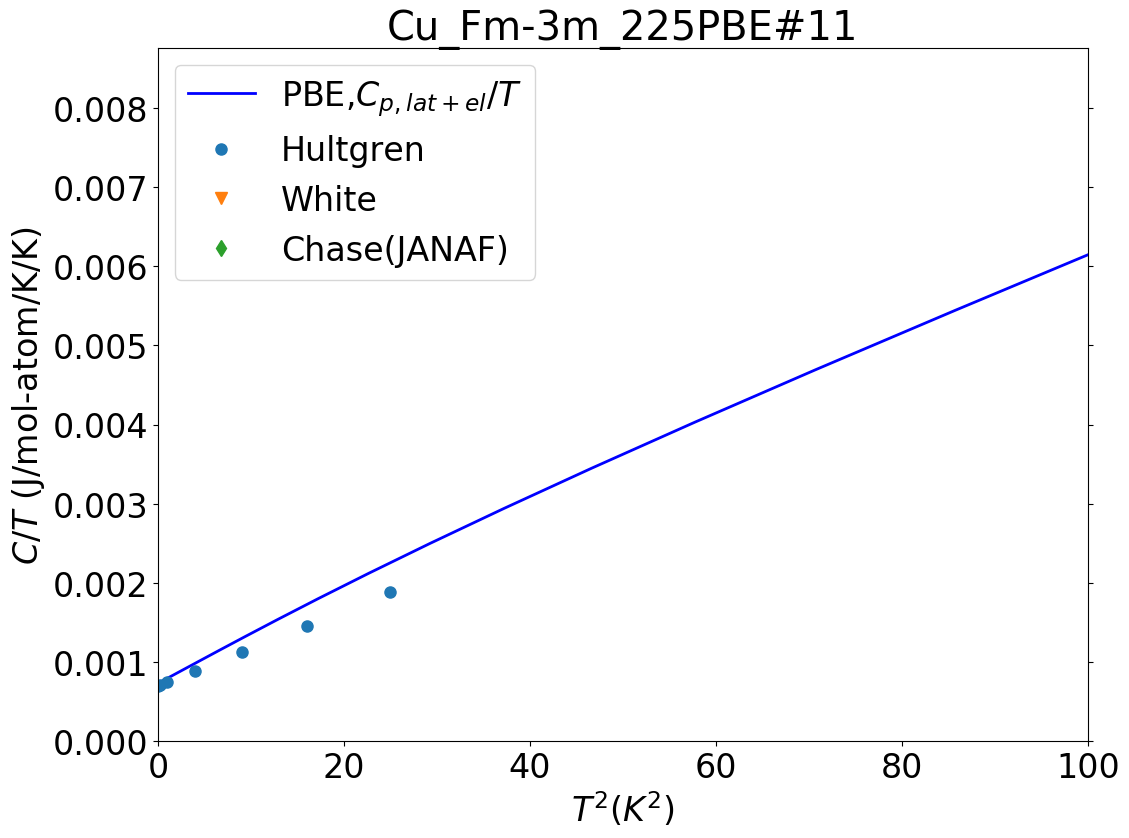 Cu_Fm-3m_225PBE#11
PBE,$C_{p,lat+el}/T$
Hultgren
White
Chase(JANAF)
0.008
0.007
0.006
0.005
0.004
0.003
0.002
0.001
0.000
C/T (J/mol-atom/K/K)
0 20 40 60 80 100
$T^2(K^2)$